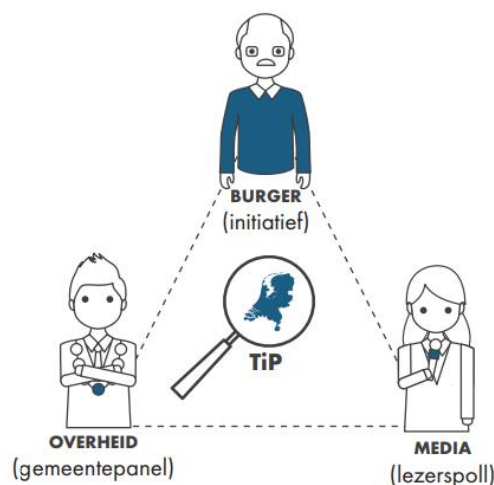 BURGER
(initiatief)
TiP
OVERHEID
(gemeentepanel)
MEDIA
(lezerspoll)